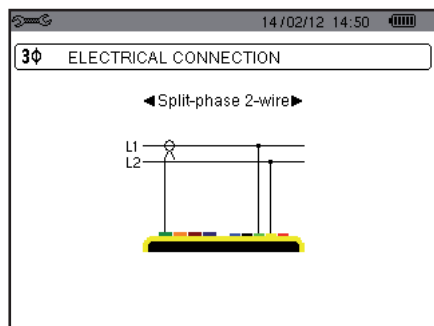 14/02/12 14:50
3ϕ ELECTRICAL CONNECTION
◄Split-phase 2-wire►
L1
L2